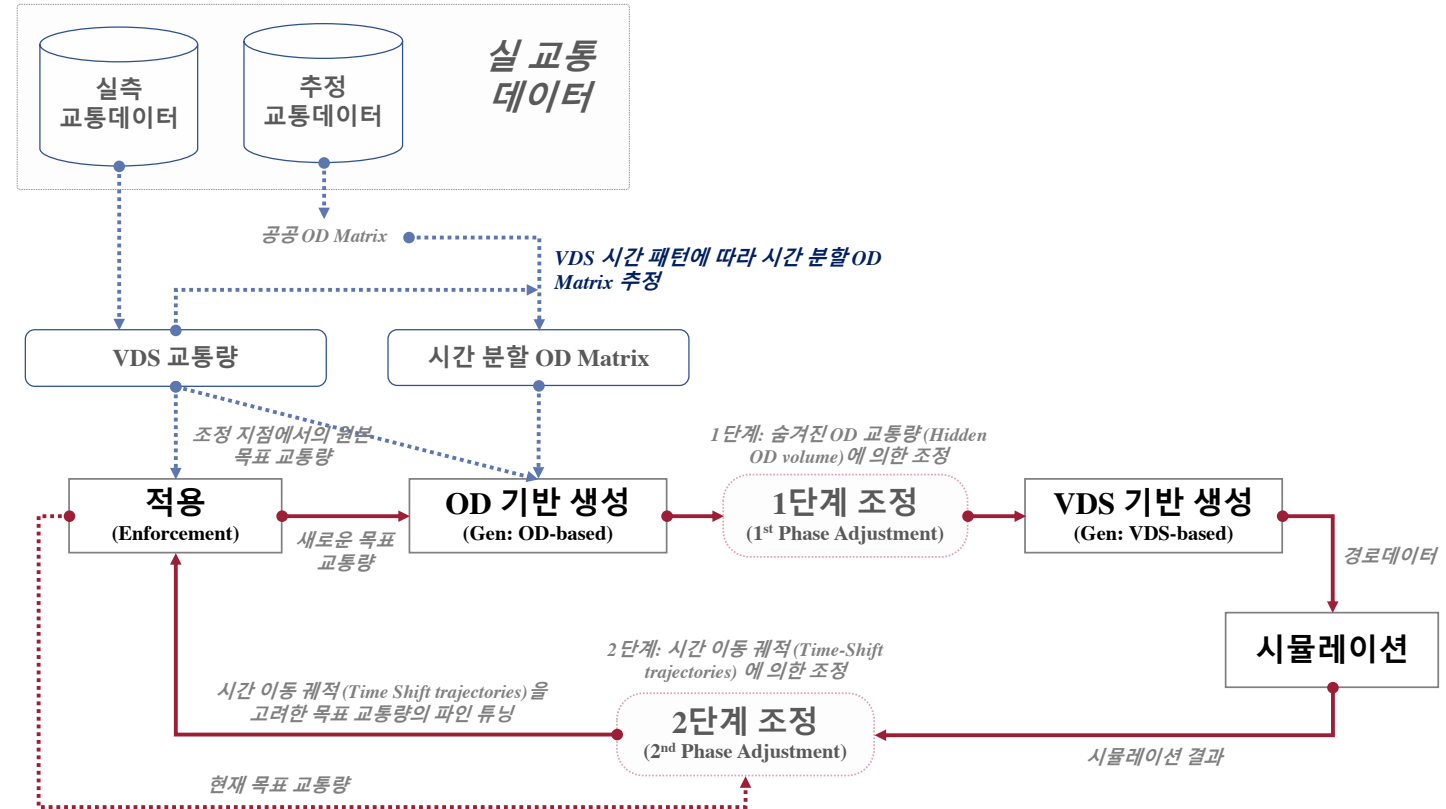 실 교통
데이터
실측
교통데이터
추정
교통데이터
공공 OD Matrix
VDS 시간 패턴에 따라 시간 분할 OD
Matrix 추정
VDS 교통량
시간 분할 OD Matrix
조정 지점에서의 원본
목표 교통량
1단계: 숨겨진 OD 교통량 (Hidden
OD volume)에 의한 조정
적용
(Enforcement)
새로운 목표
교통량
OD 기반 생성
(Gen: OD-based)
1단계 조정
(1st Phase Adjustment)
VDS 기반 생성
(Gen: VDS-based)
경로데이터
시뮬레이션
2단계: 시간 이동 궤적 (Time-Shift
trajectories) 에 의한 조정
시간 이동 궤적 (Time Shift trajectories)을
고려한 목표 교통량의 파인 튜닝
2단계 조정
(2nd Phase Adjustment)
시뮬레이션 결과
현재 목표 교통량